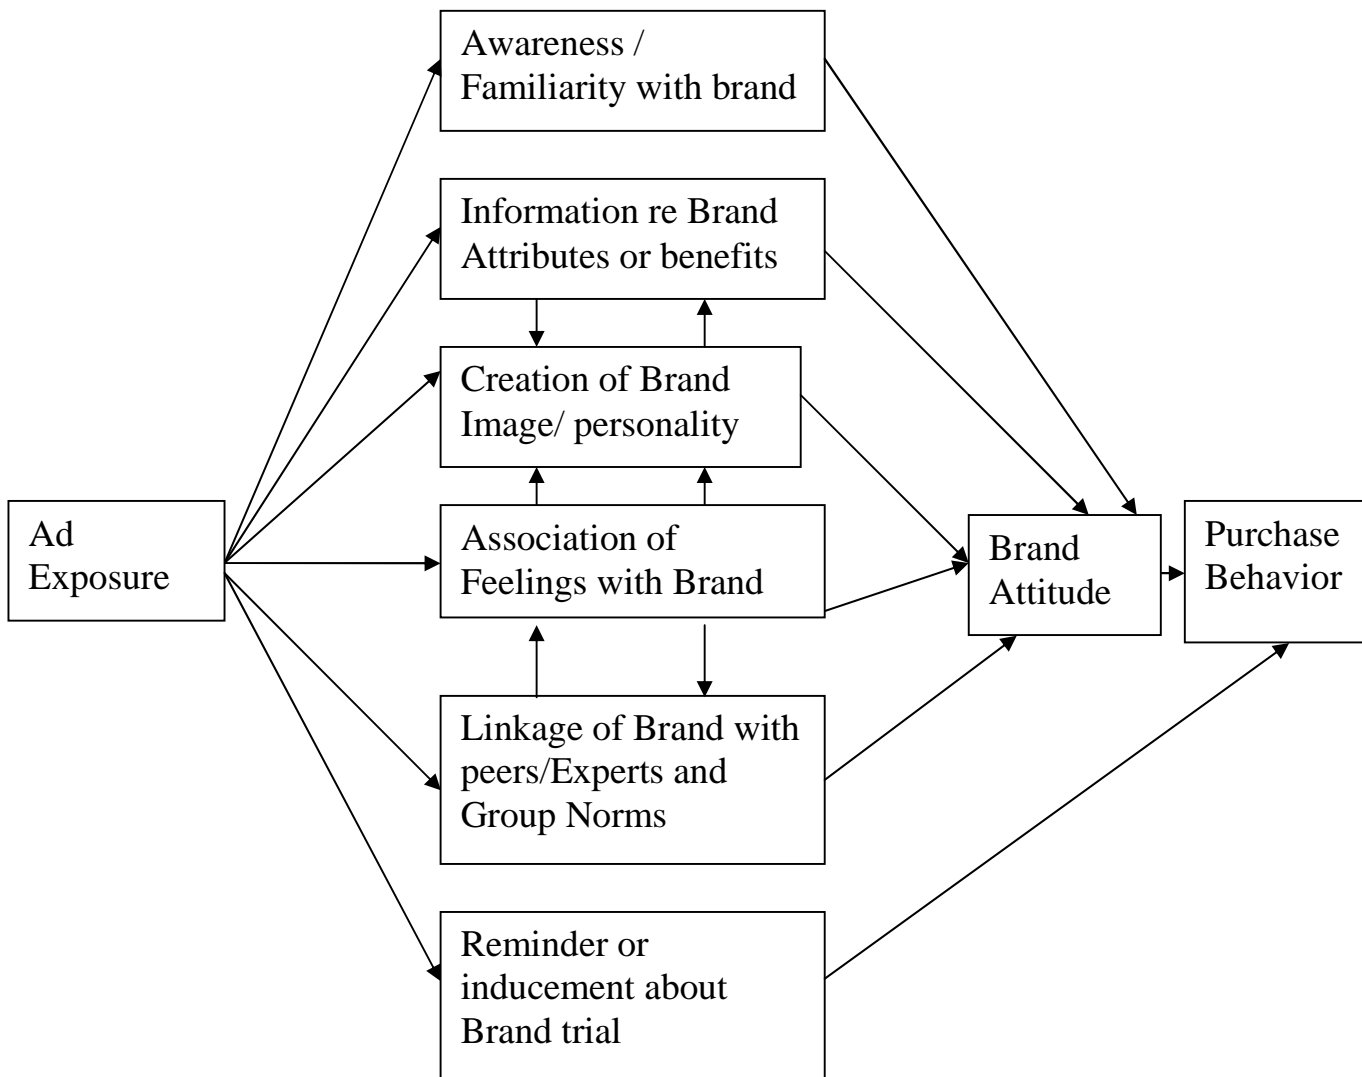 Awareness /
Familiarity with brand
Information re Brand
Attributes or benefits
Creation of Brand
Image/ personality
Ad
Exposure
Association of
Feelings with Brand
Brand
Attitude
Purchase
Behavior
Linkage of Brand with
peers/Experts and
Group Norms
Reminder or
inducement about
Brand trial